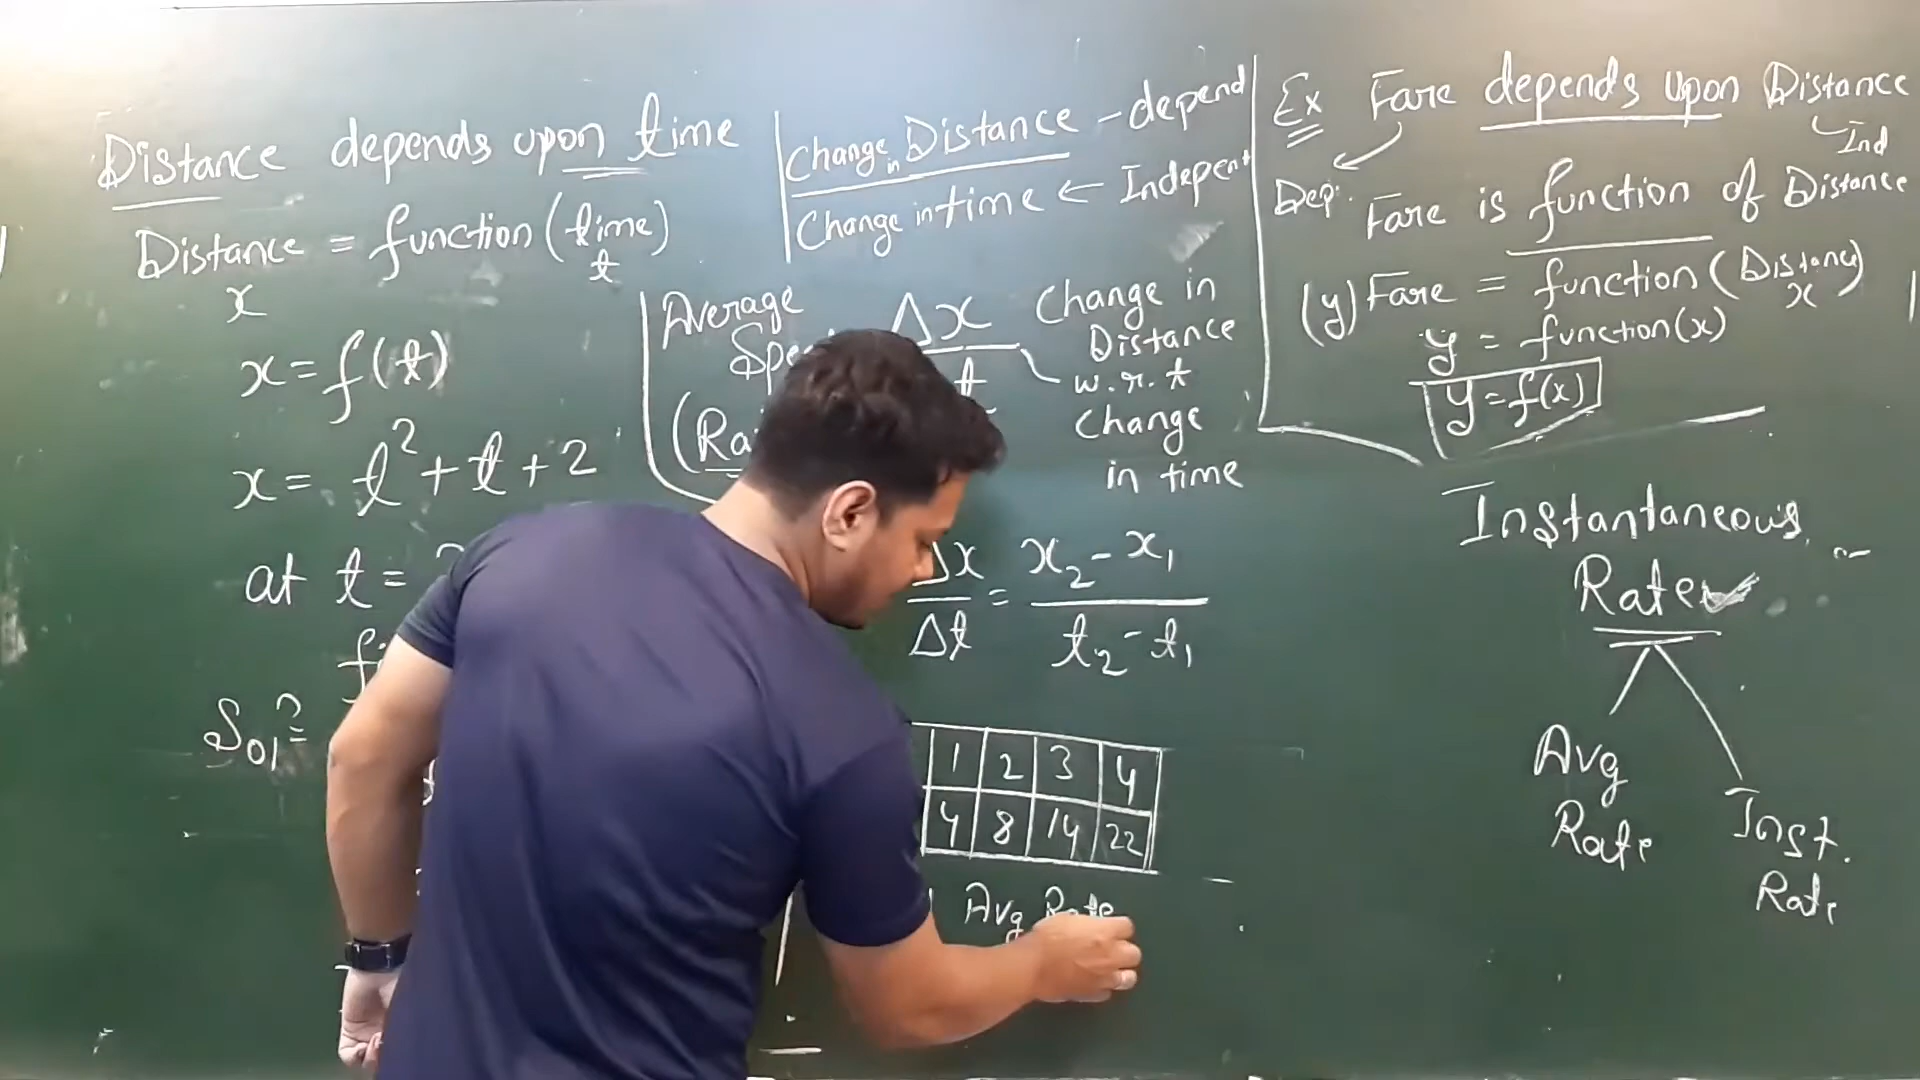 Distance depends upon time
Distance = function (time)
x
t
x = f(t)
x = t² + t + 2
at t =
Sol?
Change in Distance - depend
Change in time ← Indepent
Average
Δx
t
Change in
Distance
w.r.t
Change
in time
(Ra
Δx/Δt = x₂ - x₁ / t₂ - t₁
1 2 3 4
4 8 14 22
Avg Rate
Ex Fare depends upon Distance
Ind
Dep.
Fare is function of Distance
(y) Fare = function (Distance)
x
y = function(x)
y = f(x)
Instantaneous
Rate
Avg
Rate
Inst.
Rate